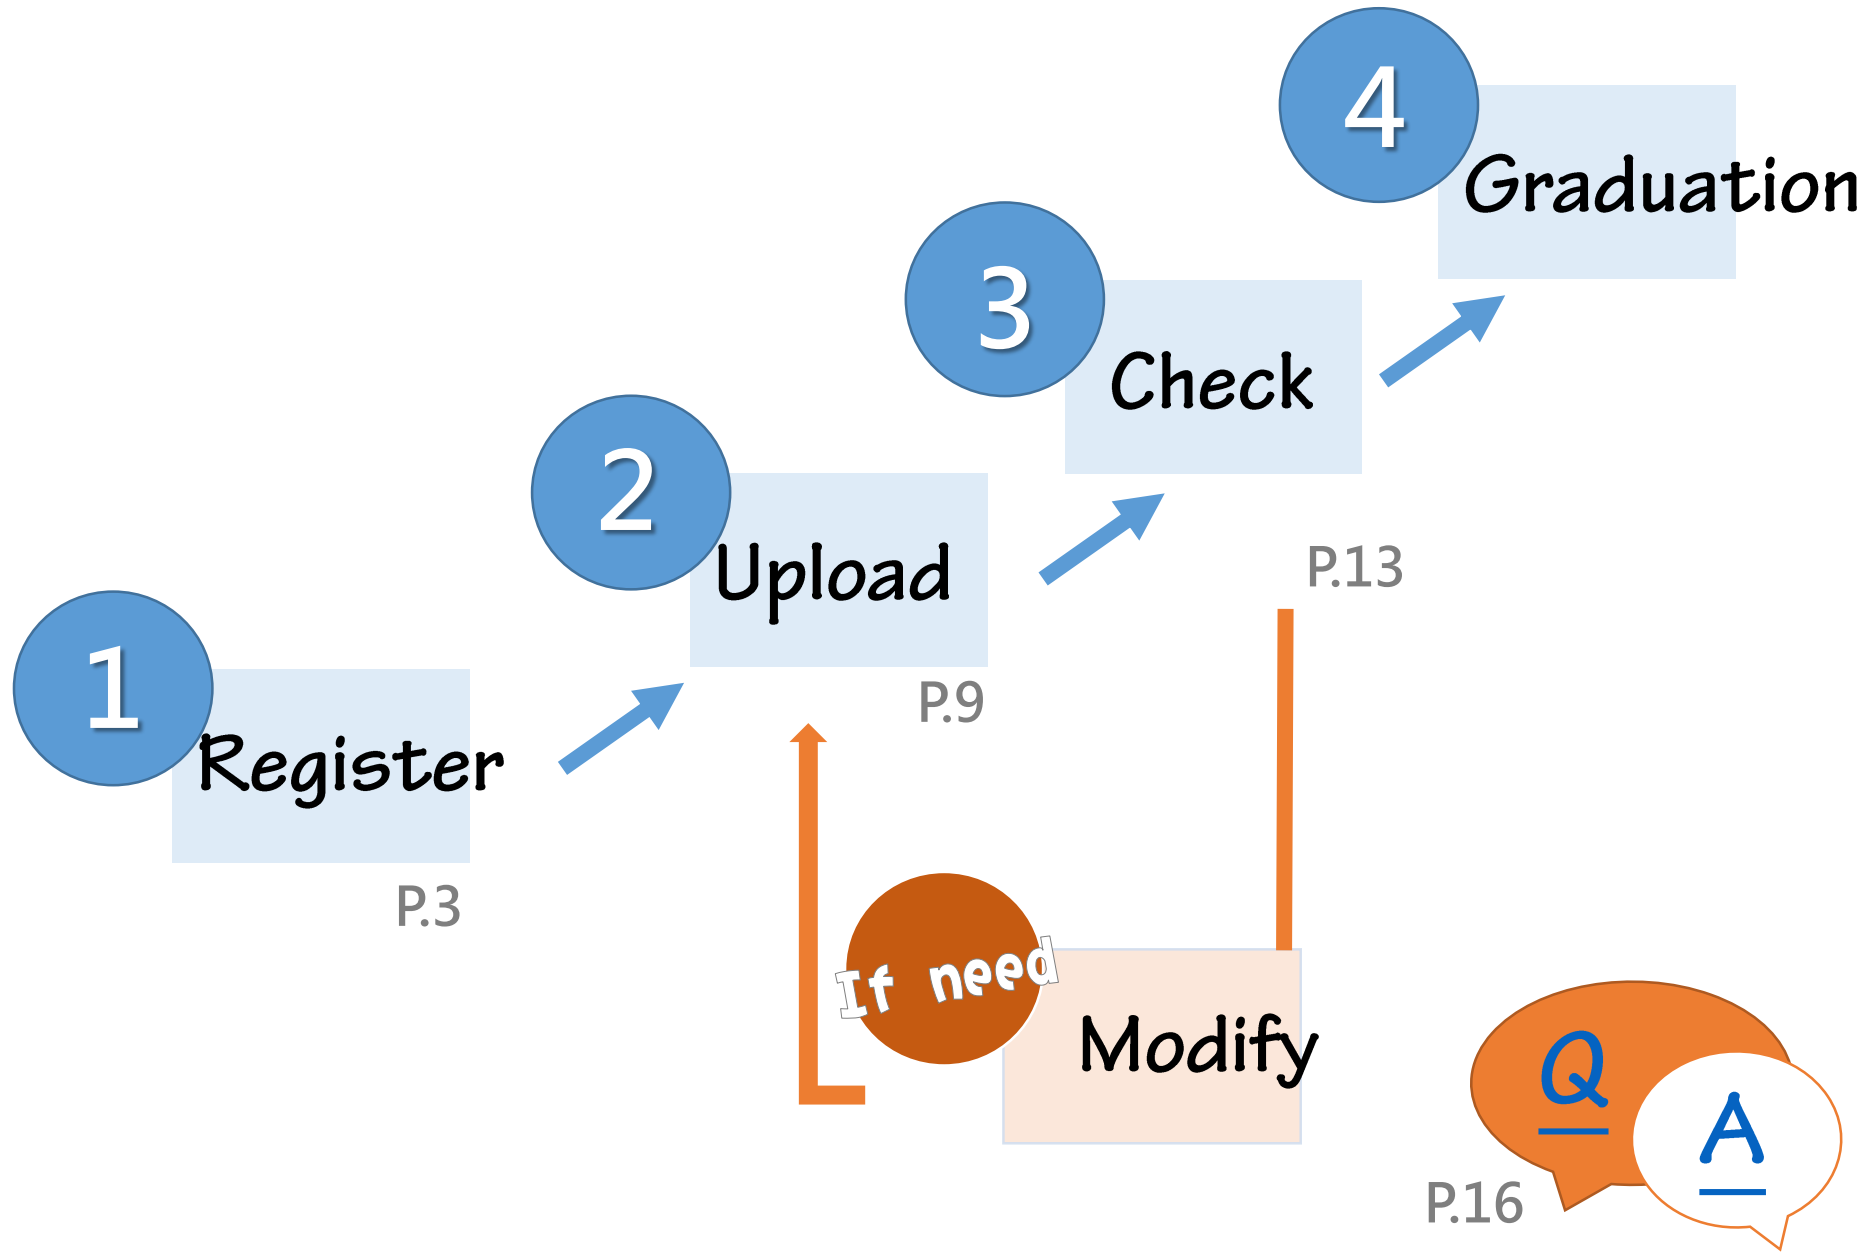 1
Register
P.3
2
Upload
P.9
3
Check
P.13
4
Graduation
If need
Modify
Q
A
P.16